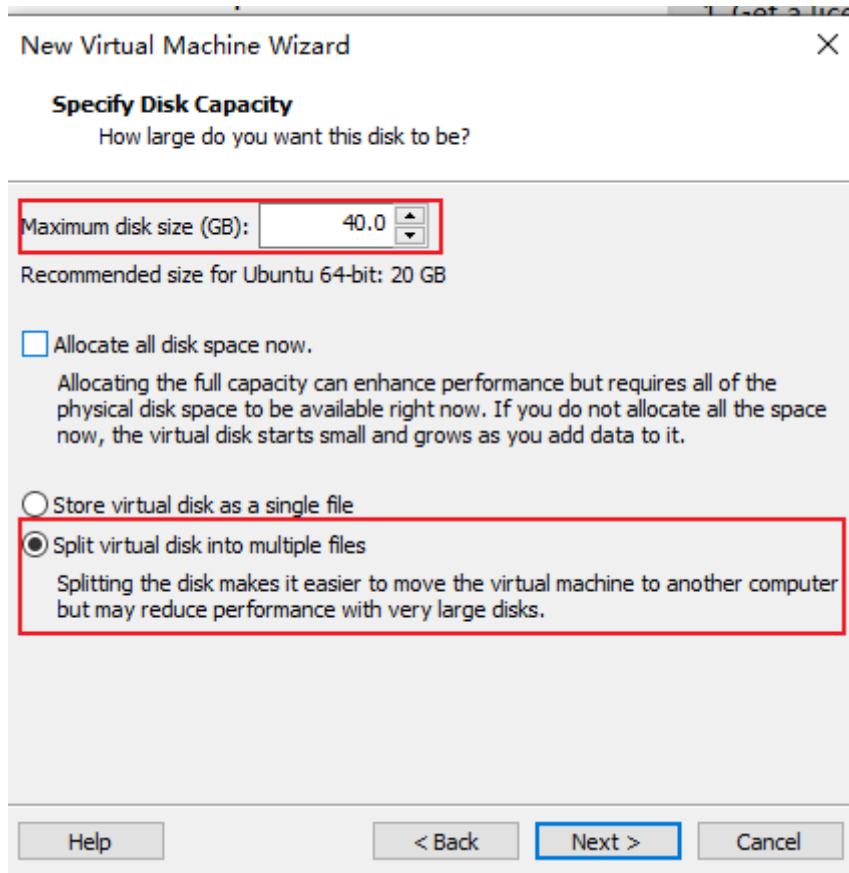 1. Get a lice
New Virtual Machine Wizard
Specify Disk Capacity
How large do you want this disk to be?
Maximum disk size (GB): 40.0
Recommended size for Ubuntu 64-bit: 20 GB
Allocate all disk space now.
Allocating the full capacity can enhance performance but requires all of the
physical disk space to be available right now. If you do not allocate all the space
now, the virtual disk starts small and grows as you add data to it.
Store virtual disk as a single file
Split virtual disk into multiple files
Splitting the disk makes it easier to move the virtual machine to another computer
but may reduce performance with very large disks.
Help < Back Next > Cancel